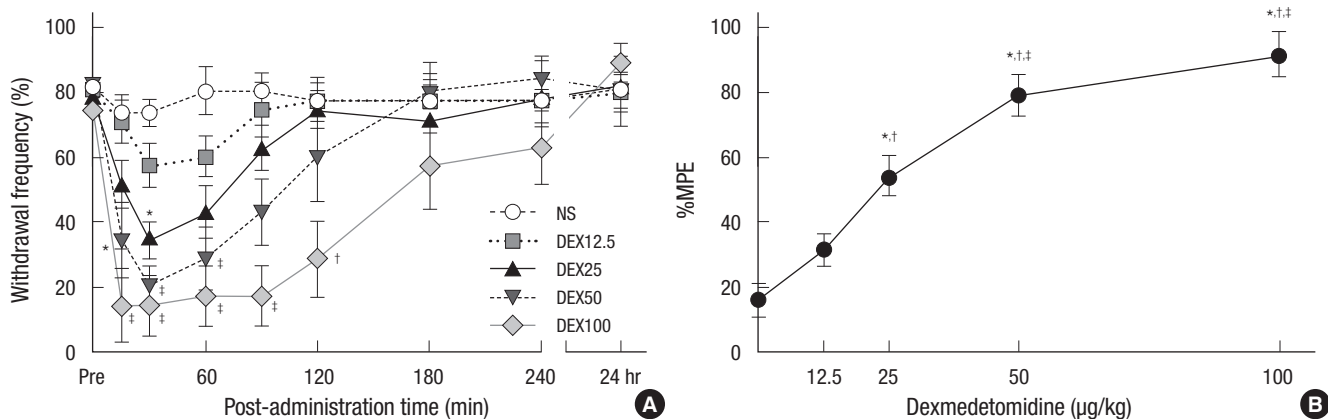 100
80
60
40
20
0
Withdrawal frequency (%)
*
*
‡
‡
‡
‡
‡
‡
†
NS
DEX12.5
DEX25
DEX50
DEX100
Pre
60
120
180
240
24 hr
Post-administration time (min)
A
100
80
60
40
20
0
%MPE
*,†
*,†,‡
*,†,‡
12.5
25
50
100
Dexmedetomidine (µg/kg)
B